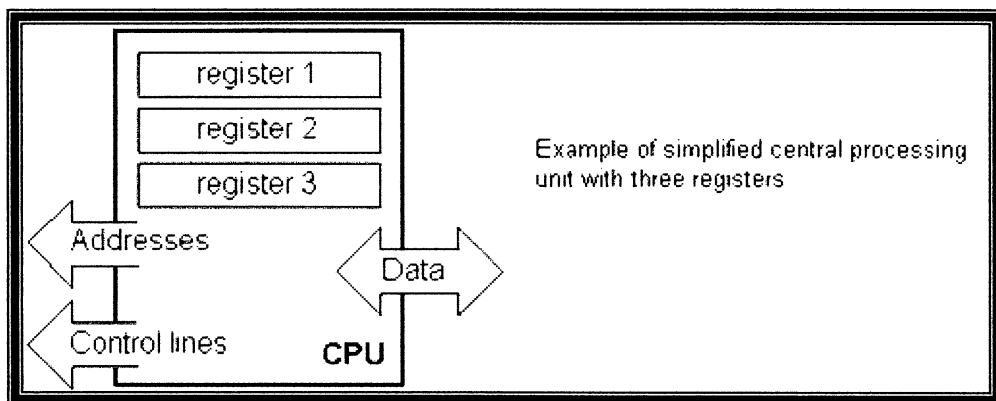 register 1
register 2
register 3
Example of simplified central processing
unit with three registers
Addresses
Data
Control lines
CPU